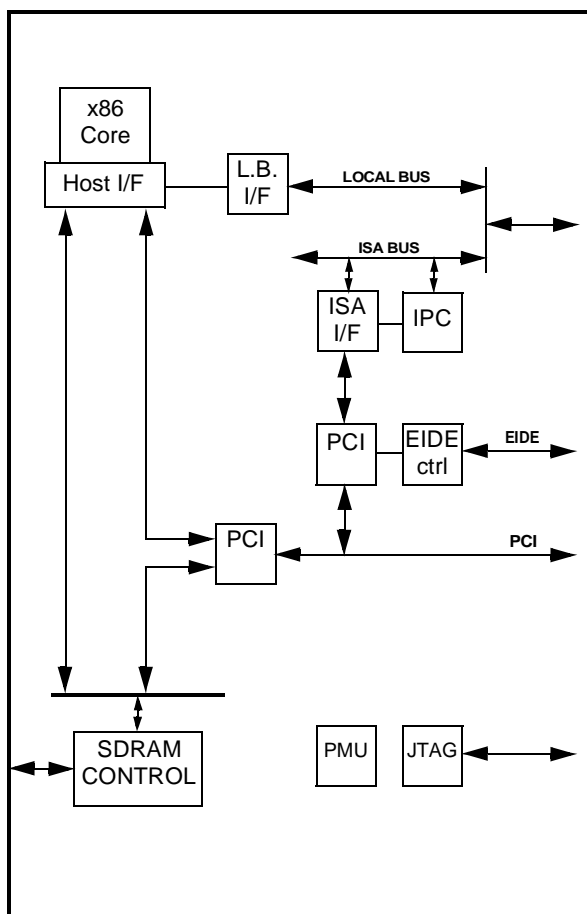 x86
Core
Host I/F
L.B.
I/F
LOCAL BUS
ISA BUS
ISA
I/F
IPC
PCI
EIDE
ctrl
EIDE
PCI
PCI
SDRAM
CONTROL
PMU
JTAG